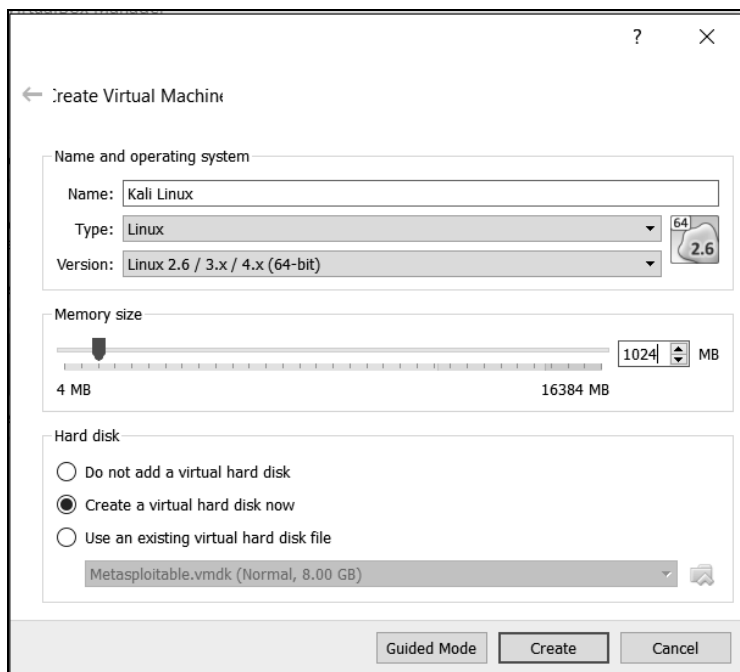 ?
Create Virtual Machine
Name and operating system
Name: Kali Linux
Type: Linux
64
Version: Linux 2.6 / 3.x / 4.x (64-bit)
2.6
Memory size
1024 MB
4 MB 16384 MB
Hard disk
Do not add a virtual hard disk
Create a virtual hard disk now
Use an existing virtual hard disk file
Metasploitable.vmdk (Normal, 8.00 GB)
Guided Mode Create Cancel